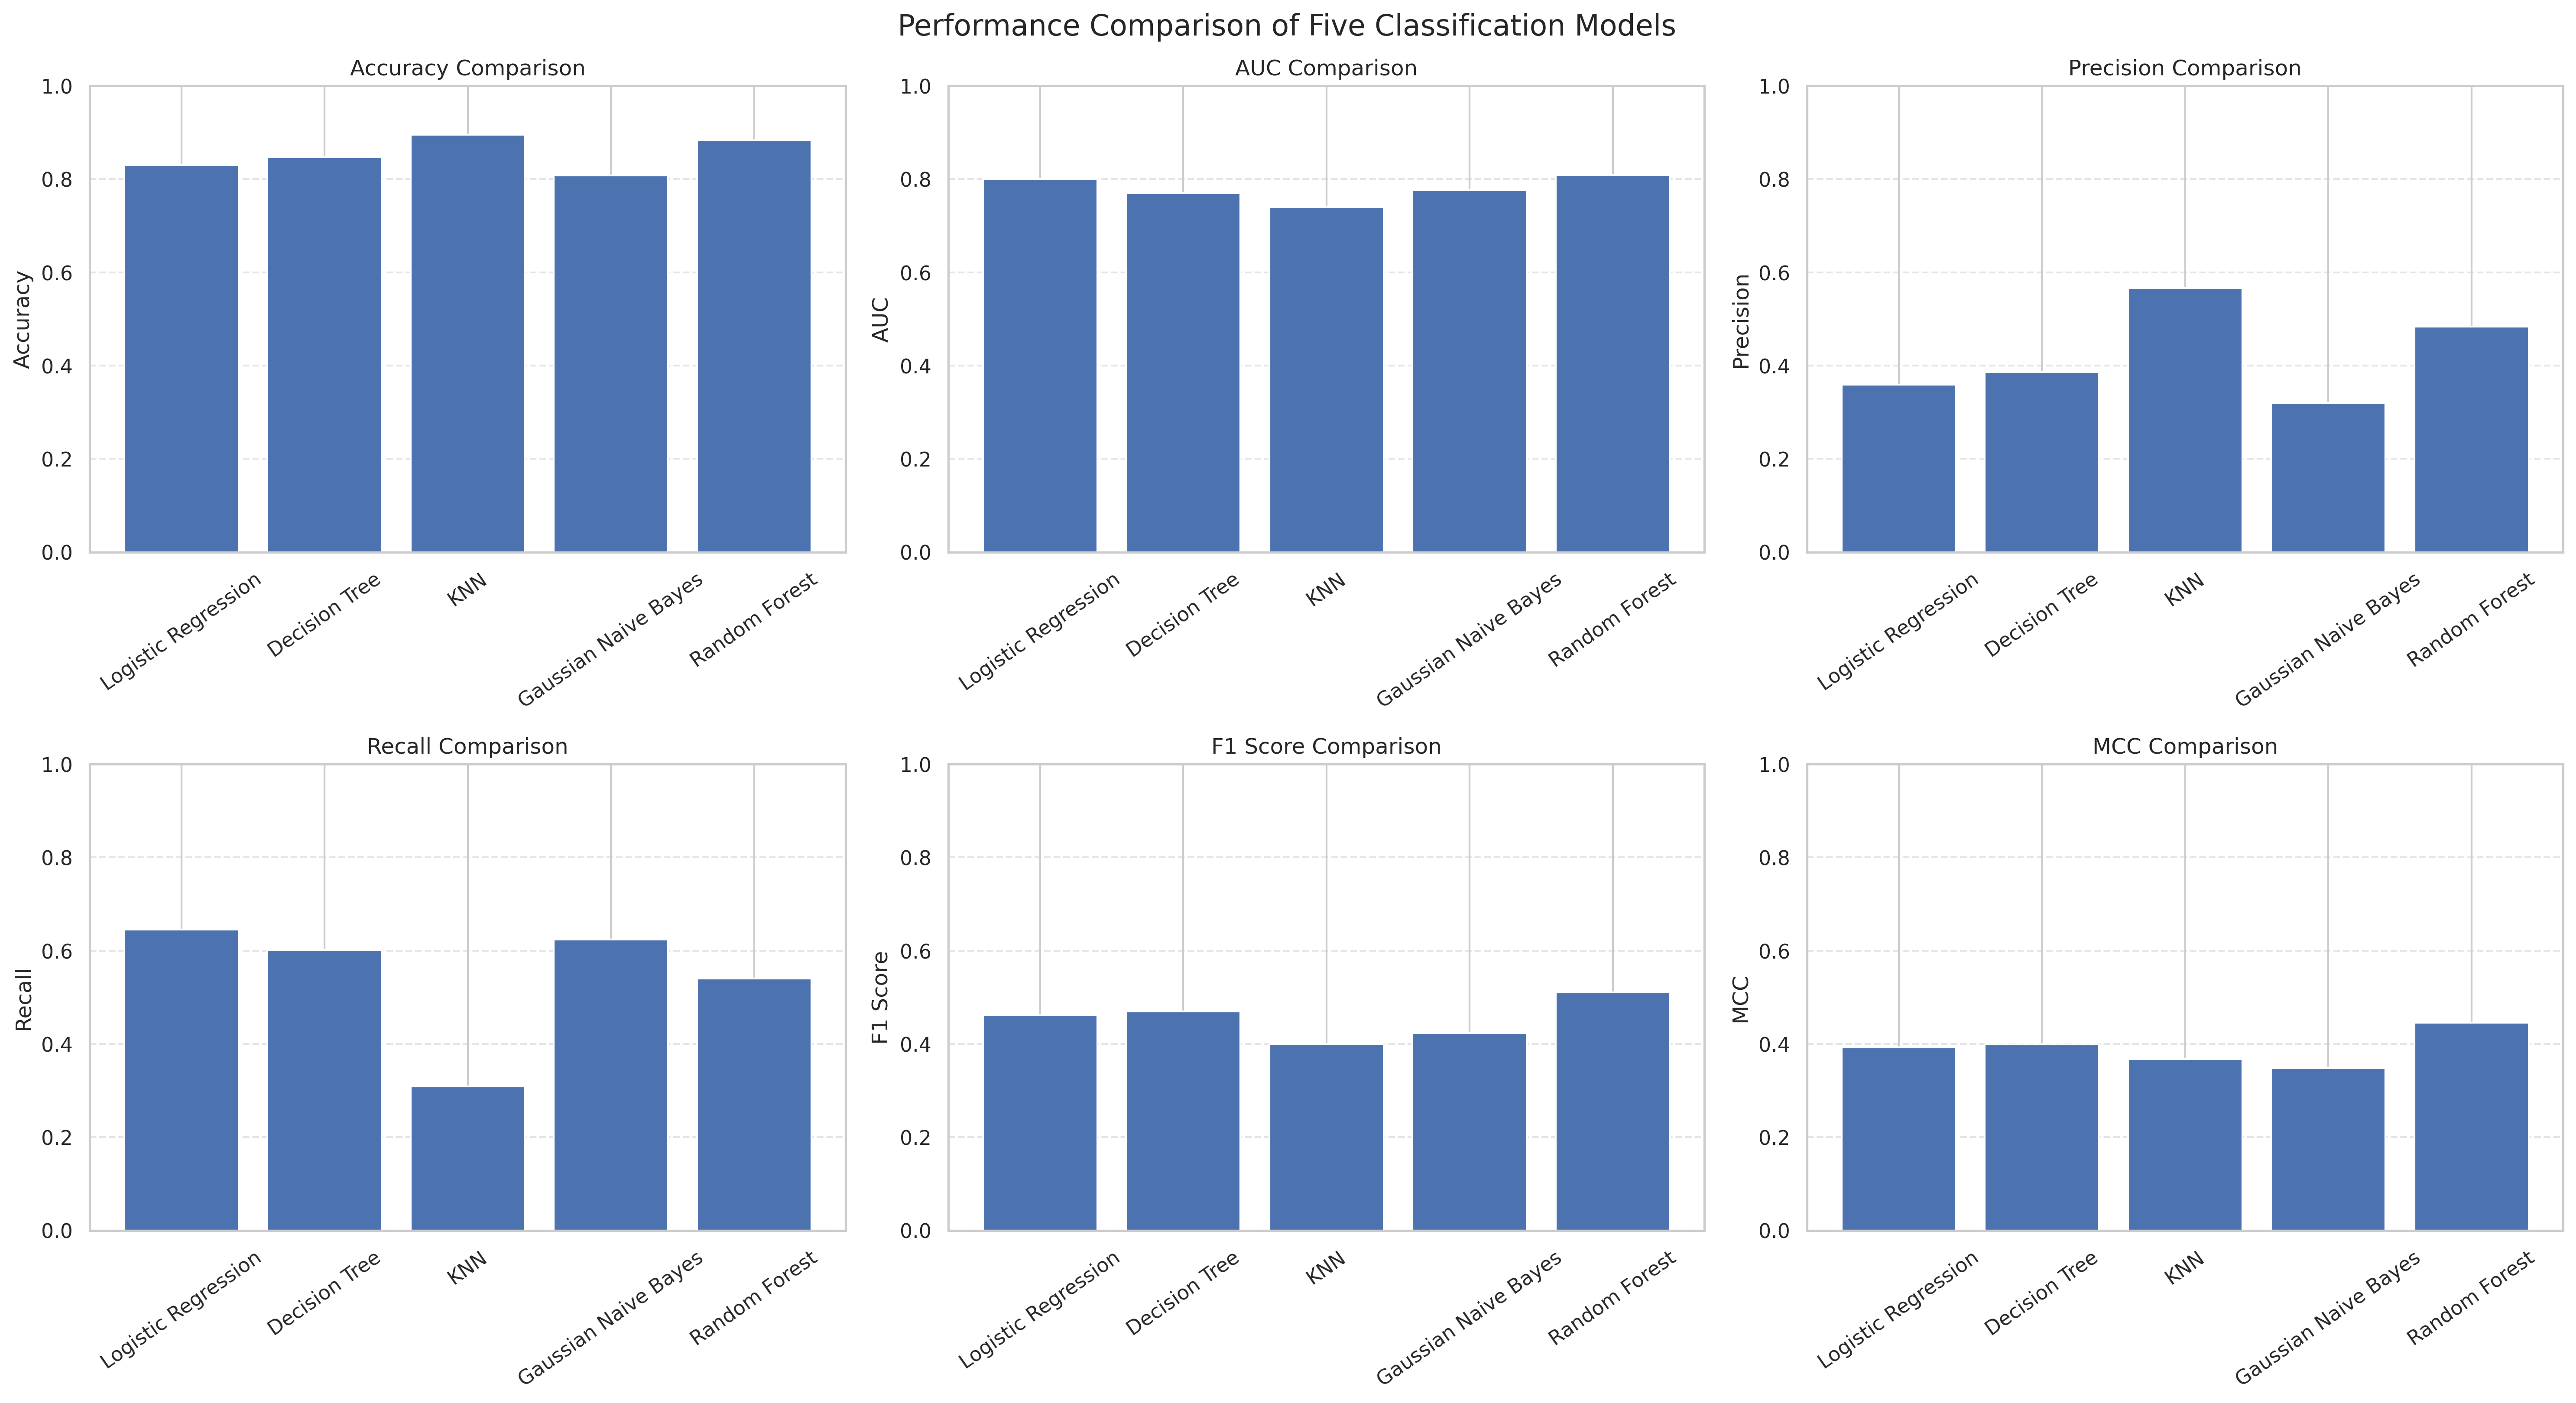 Performance Comparison of Five Classification Models
Accuracy Comparison
Accuracy
1.0
0.8
0.6
0.4
0.2
0.0
Logistic Regression
Decision Tree
KNN
Gaussian Naive Bayes
Random Forest
AUC Comparison
AUC
1.0
0.8
0.6
0.4
0.2
0.0
Logistic Regression
Decision Tree
KNN
Gaussian Naive Bayes
Random Forest
Precision Comparison
Precision
1.0
0.8
0.6
0.4
0.2
0.0
Logistic Regression
Decision Tree
KNN
Gaussian Naive Bayes
Random Forest
Recall Comparison
Recall
1.0
0.8
0.6
0.4
0.2
0.0
Logistic Regression
Decision Tree
KNN
Gaussian Naive Bayes
Random Forest
F1 Score Comparison
F1 Score
1.0
0.8
0.6
0.4
0.2
0.0
Logistic Regression
Decision Tree
KNN
Gaussian Naive Bayes
Random Forest
MCC Comparison
MCC
1.0
0.8
0.6
0.4
0.2
0.0
Logistic Regression
Decision Tree
KNN
Gaussian Naive Bayes
Random Forest